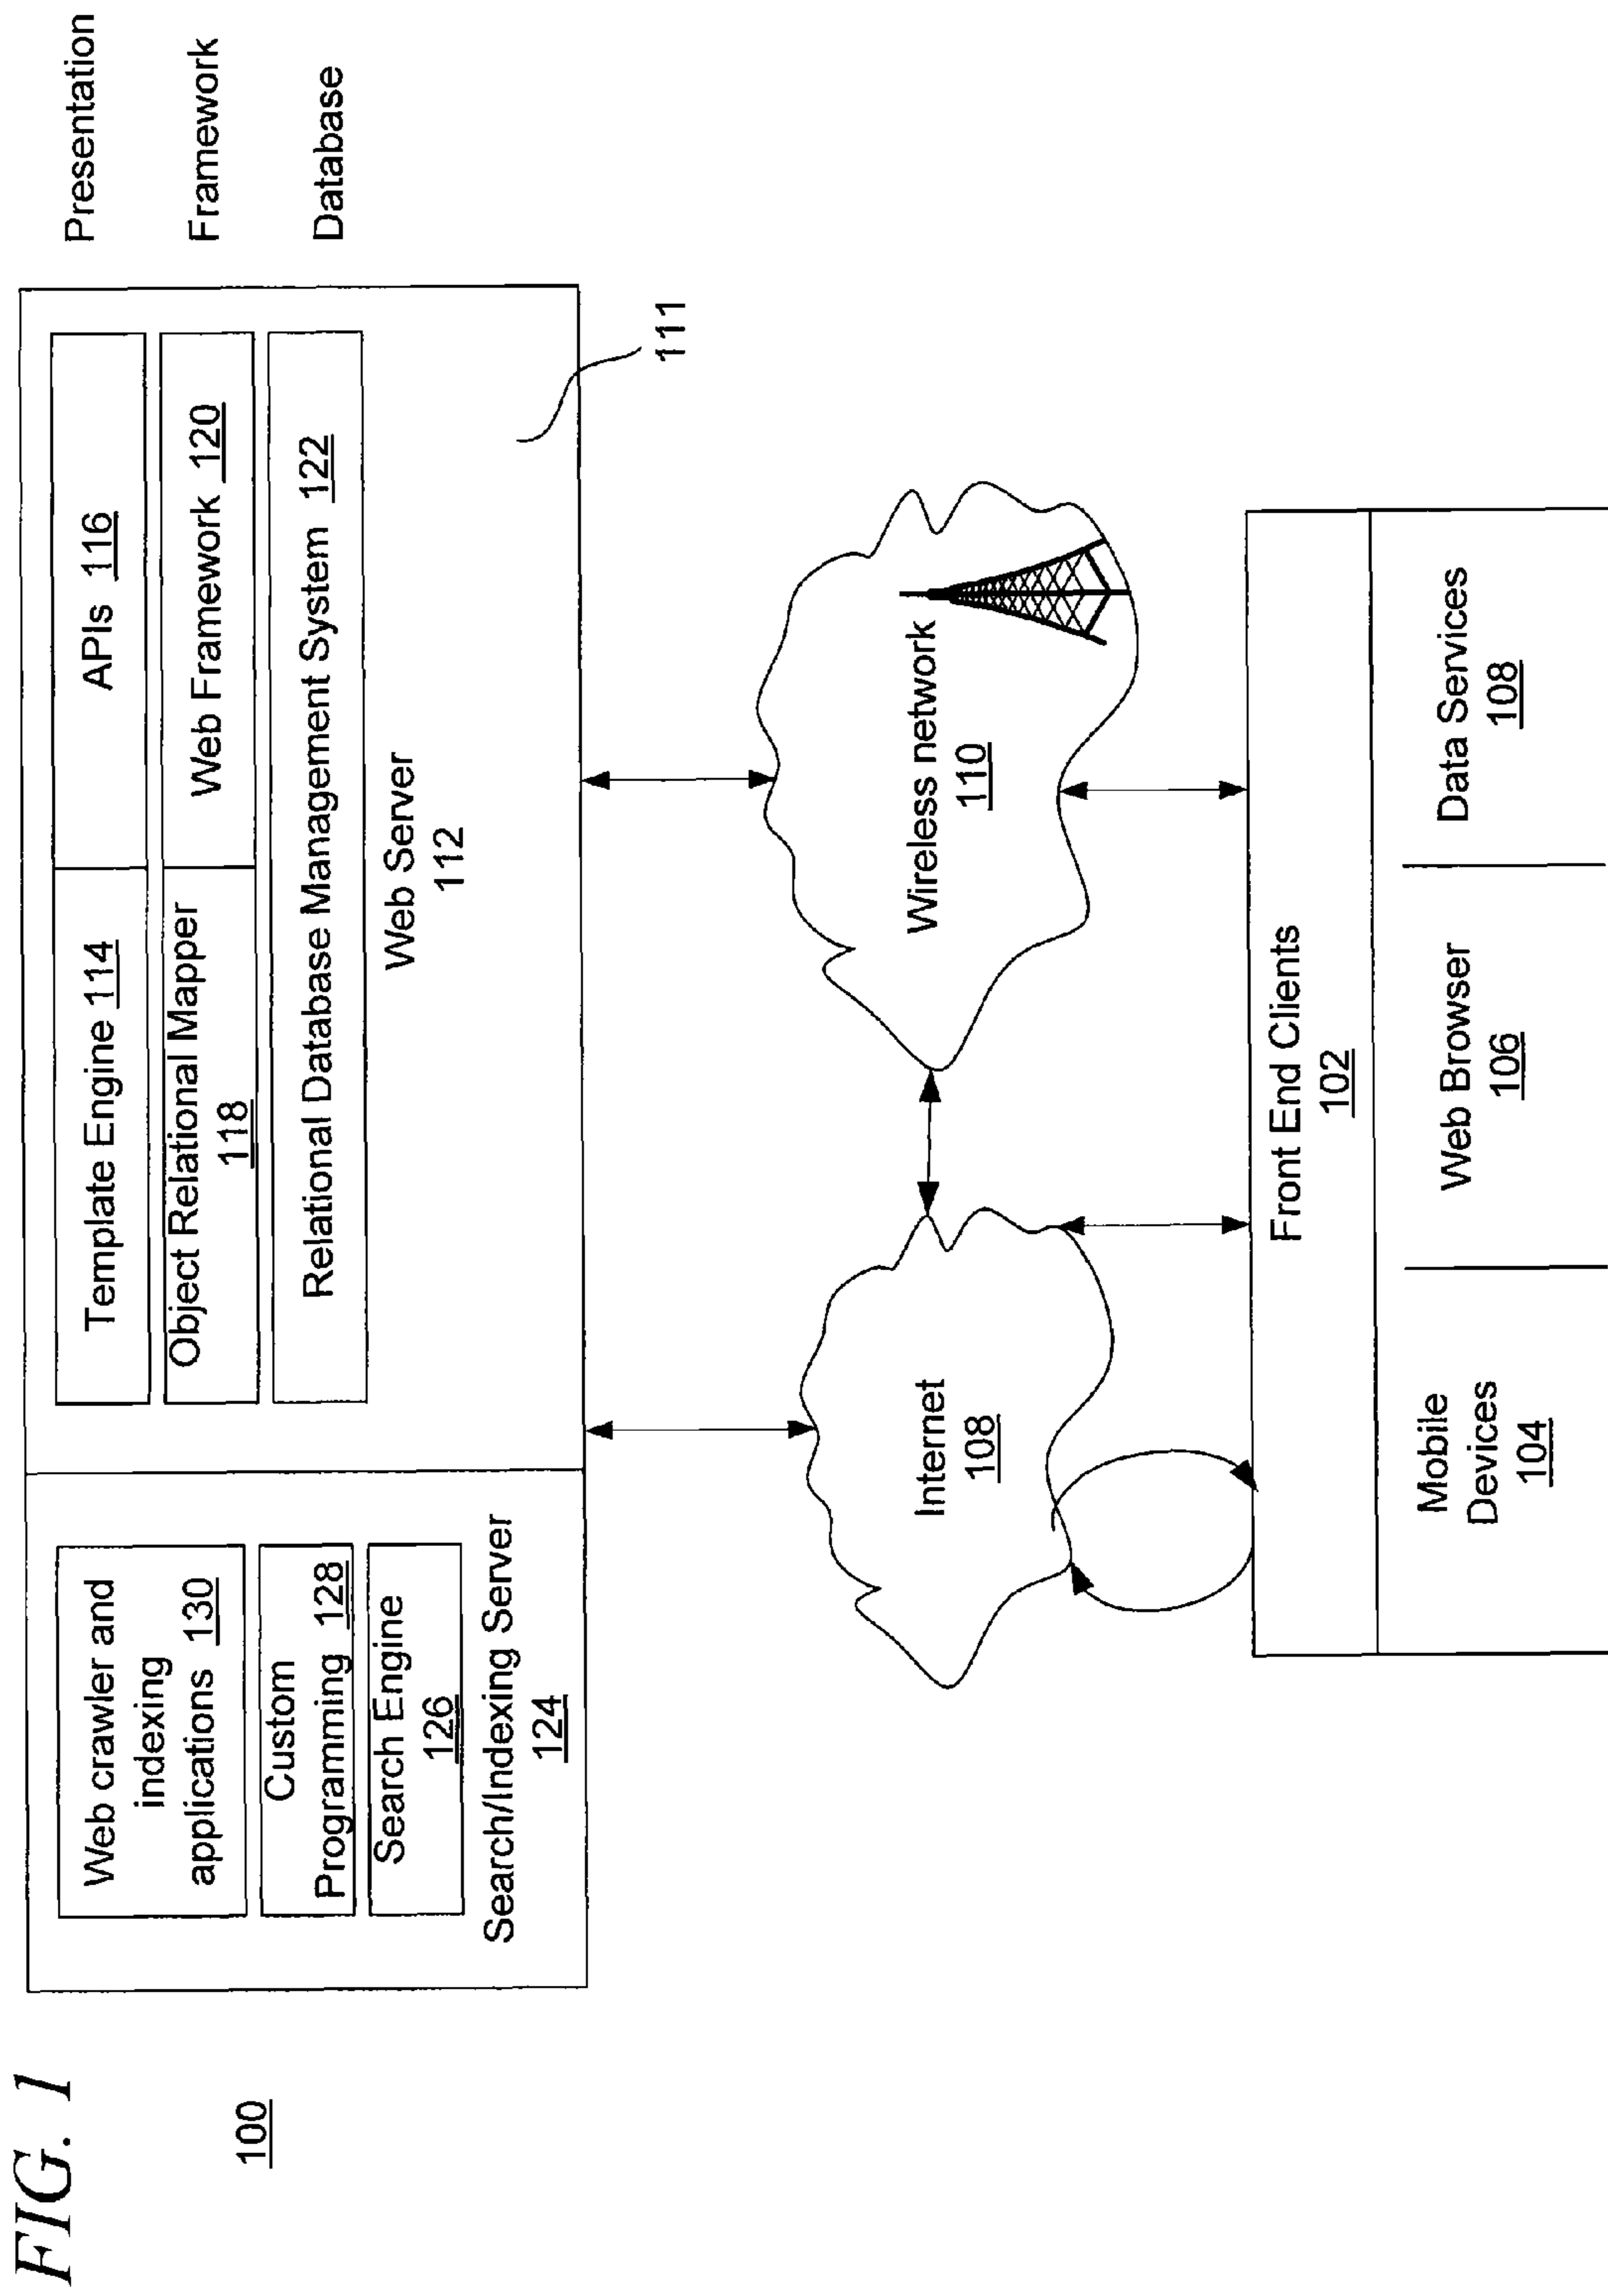 FIG. 1
100
Web crawler and
indexing
applications 130
Custom
Programming 128
Search Engine
126
Search/Indexing Server
124
Template Engine 114
APIs 116
Object Relational Mapper
118
Web Framework 120
Relational Database Management System 122
Web Server
112
Presentation
Framework
Database
111
Internet
108
Wireless network
110
Front End Clients
102
Mobile
Devices
104
Web Browser
106
Data Services
108